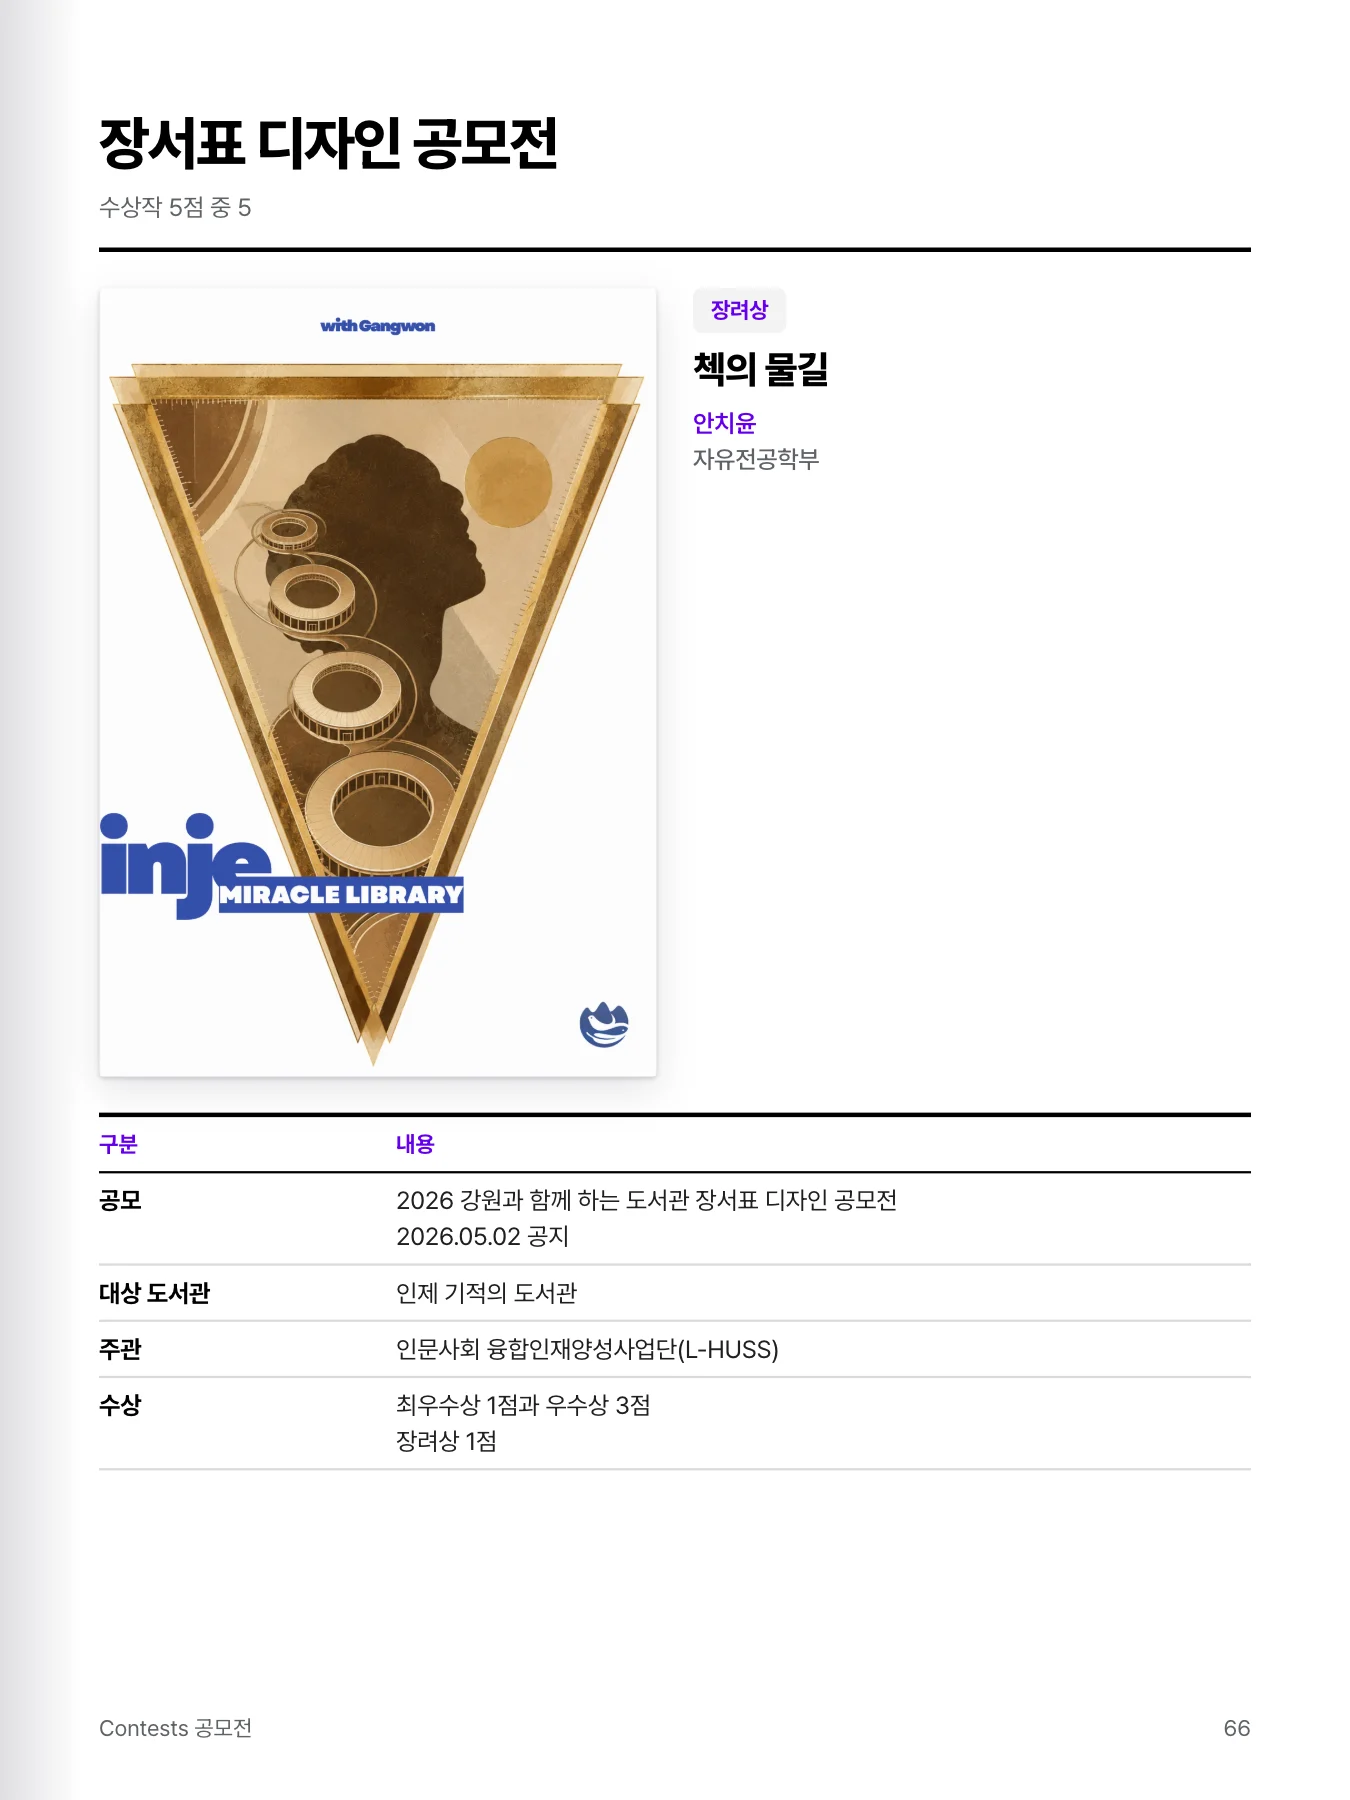 장서표 디자인 공모전
수상작 5점 중 5
with Gangwon
inje
MIRACLE LIBRARY
장려상
첵의 물길
안치윤
자유전공학부
구분 내용
공모 2026 강원과 함께 하는 도서관 장서표 디자인 공모전
2026.05.02 공지
대상 도서관 인제 기적의 도서관
주관 인문사회 융합인재양성사업단(L-HUSS)
수상 최우수상 1점과 우수상 3점
장려상 1점
Contests 공모전 66